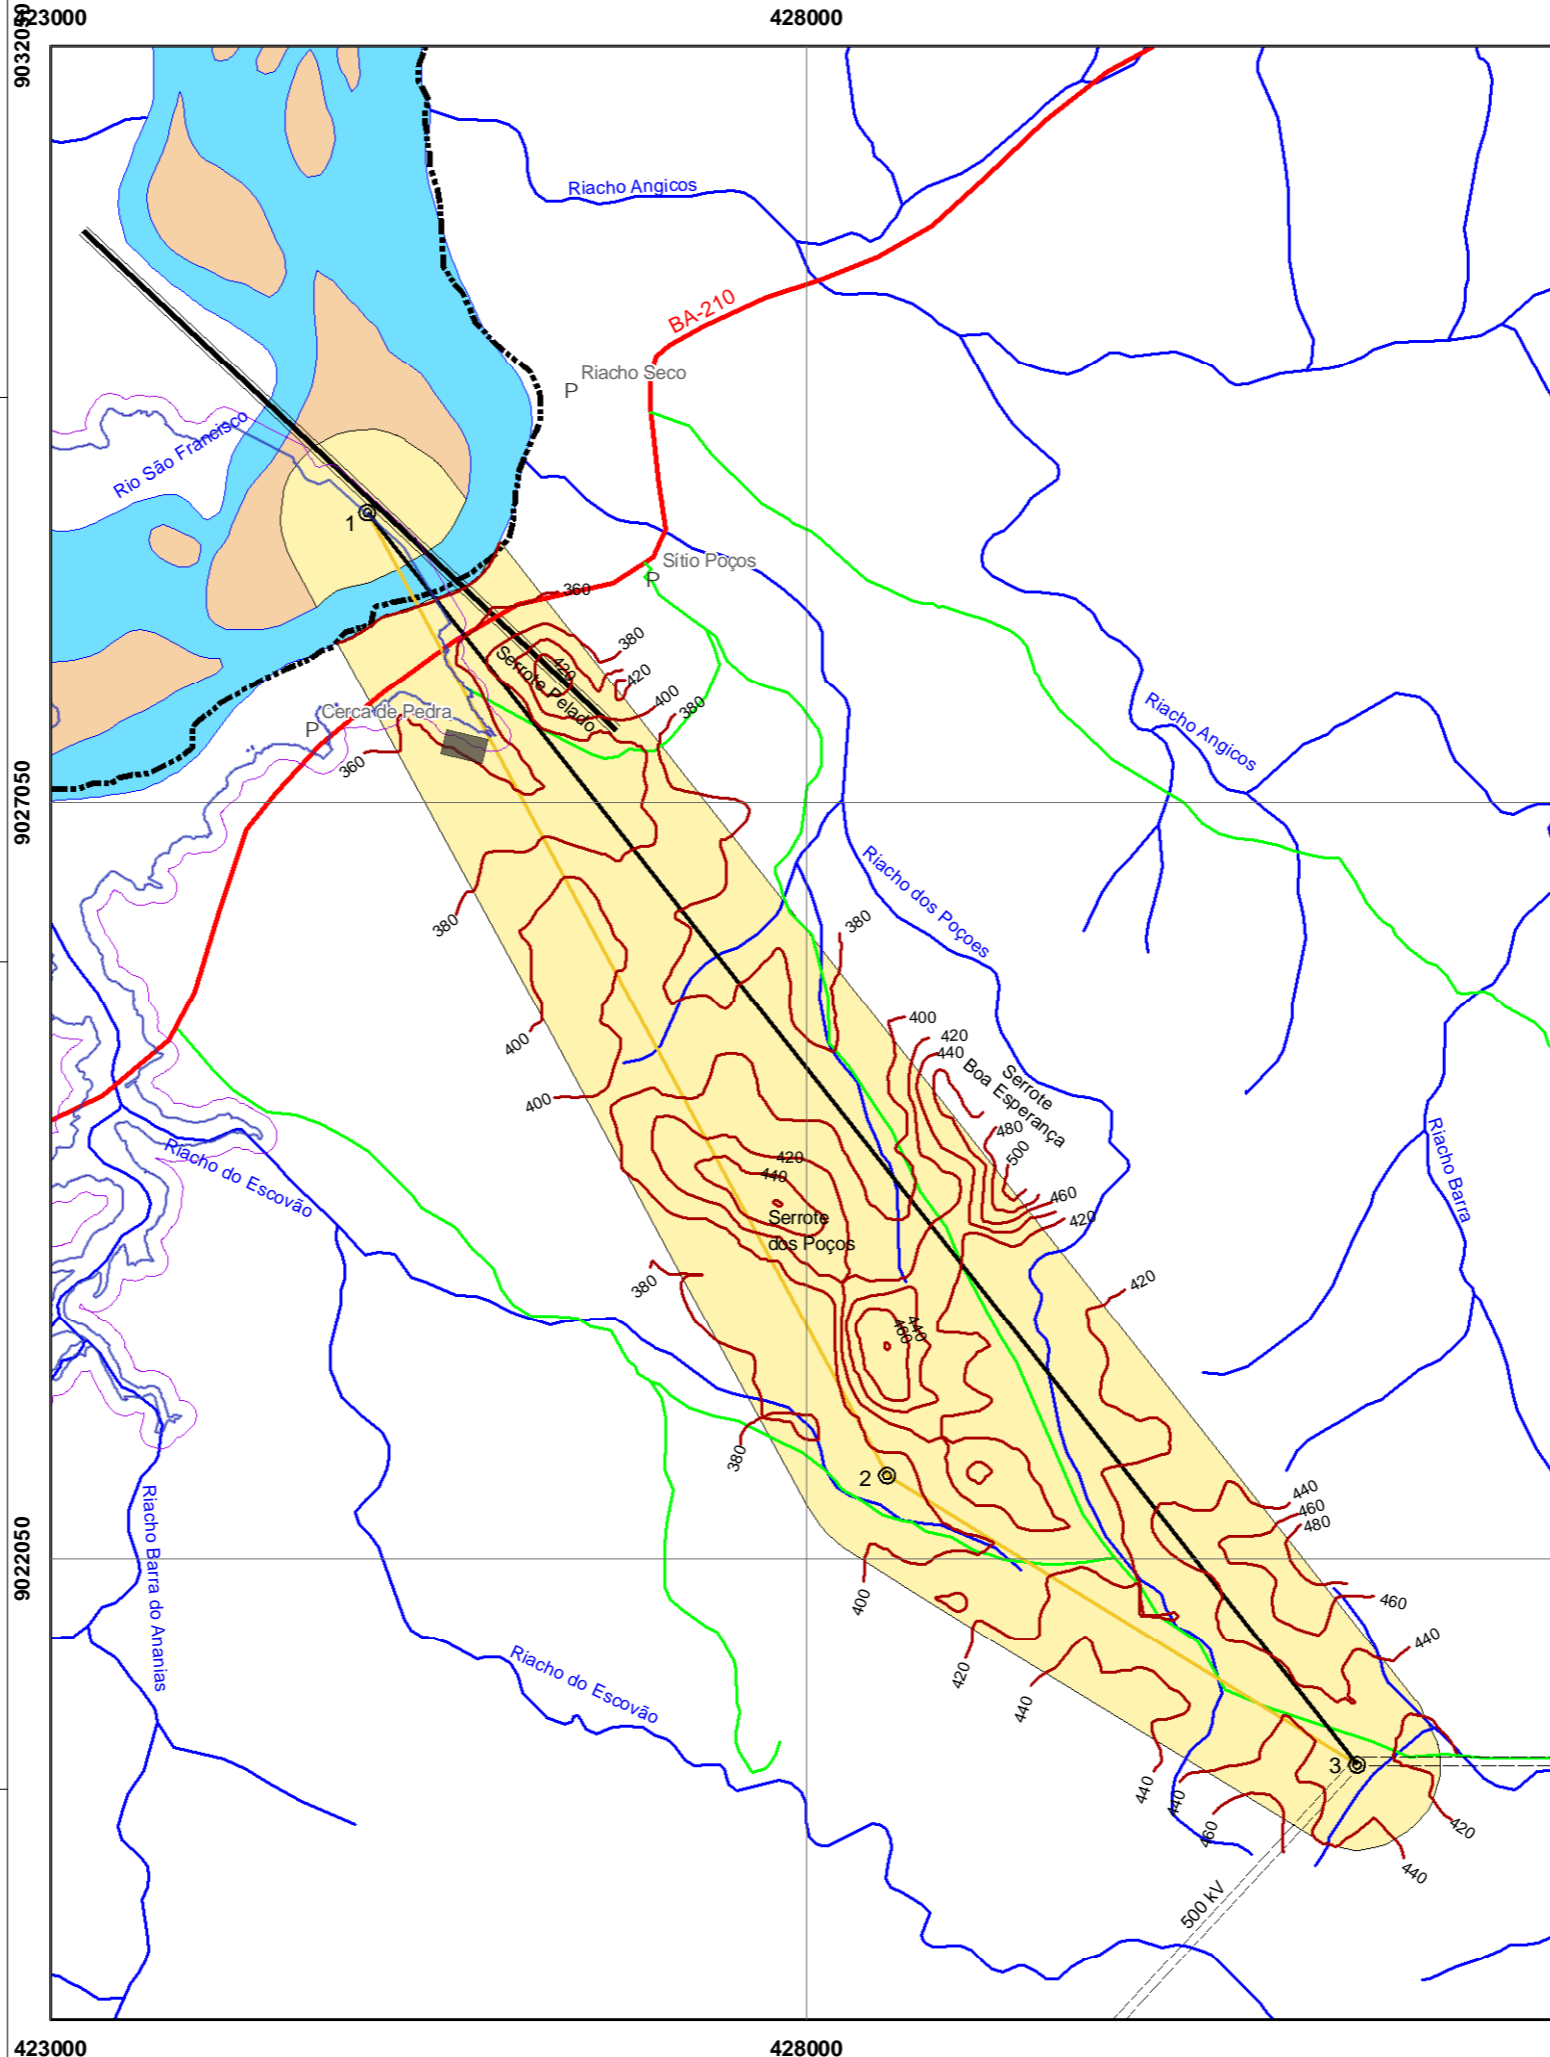 423000
428000
9032050
Riacho Angicos
BA-210
Riacho Seco
P
Rio São Francisco
1
Sítio Poços
P
360
380
420
420
Serrote Pelado
400
380
Cerca de Pedra
P
360
Riacho Angicos
9027050
Riacho dos Poções
380
380
400
400
420
440
Serrote
Boa Esperança
480
500
400
Riacho do Escovão
420
440
460
420
Serrote
dos Poços
Riacho Barra
380
420
460
440
380
2
440
460
480
Riacho Barra do Ananias
9022050
400
460
420
440
440
Riacho do Escovão
3
440
440
460
420
440
500 kV
423000
428000